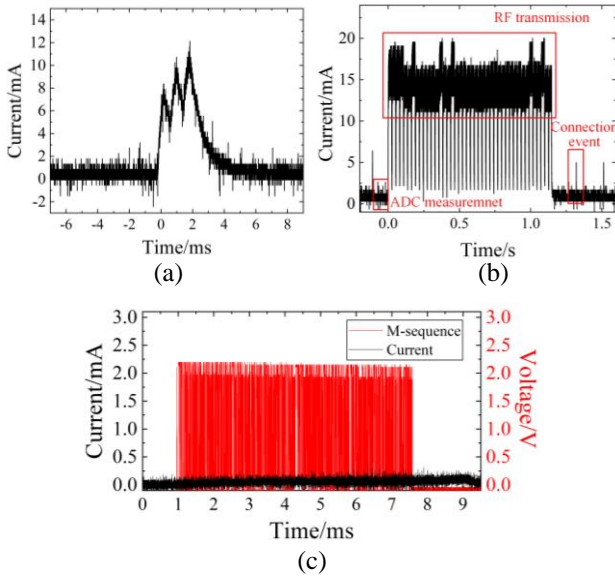 14
12
10
8
6
4
2
0
-2
Current/mA
-6 -4 -2 0 2 4 6 8
Time/ms
(a)
RF transmission
20
15
10
5
0
Current/mA
Connection
event
ADC measuremnet
0.0 0.5 1.0 1.5
Time/s
(b)
3.0
2.5
2.0
1.5
1.0
0.5
0.0
Current/mA
M-sequence
Current
3.0
2.5
2.0
1.5
1.0
0.5
0.0
Voltage/V
0 1 2 3 4 5 6 7 8 9
Time/ms
(c)